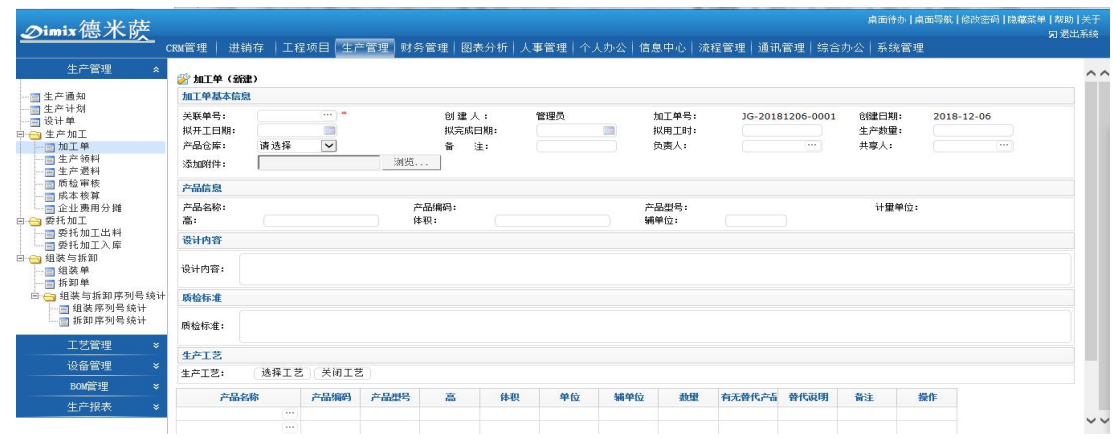 桌面待办 | 桌面导航 | 修改密码 | 隐藏菜单 | 帮助 | 关于
Dimix德米萨
退出系统
CRM管理 | 进销存 | 工程项目 | 生产管理 | 财务管理 | 图表分析 | 人事管理 | 个人办公 | 信息中心 | 流程管理 | 通讯管理 | 综合办公 | 系统管理
生产管理
生产通知
生产计划
设计单
生产加工
加工单
生产领料
生产退料
质检审核
成本核算
企业费用分摊
委托加工
委托加工出料
委托加工入库
组装与拆卸
组装单
拆卸单
组装与拆卸序列号统计
组装序列号统计
拆卸序列号统计
工艺管理
设备管理
BOM管理
生产报表
加工单（新建）
加工单基本信息
关联单号： ... * 创 建 人： 管理员 加工单号： JG-20181206-0001 创建日期： 2018-12-06
拟开工日期： 拟完成日期： 拟用工时： 生产数量：
产品仓库： 请选择 备 注： 负责人： ... 共享人： ...
添加附件： 浏览...
产品信息
产品名称： 产品编码： 产品型号： 计量单位：
高： 体积： 辅单位：
设计内容
设计内容：
质检标准
质检标准：
生产工艺
生产工艺： 选择工艺 关闭工艺
产品名称 产品编码 产品型号 高 体积 单位 辅单位 数量 有无替代产品 替代说明 备注 操作
...
...